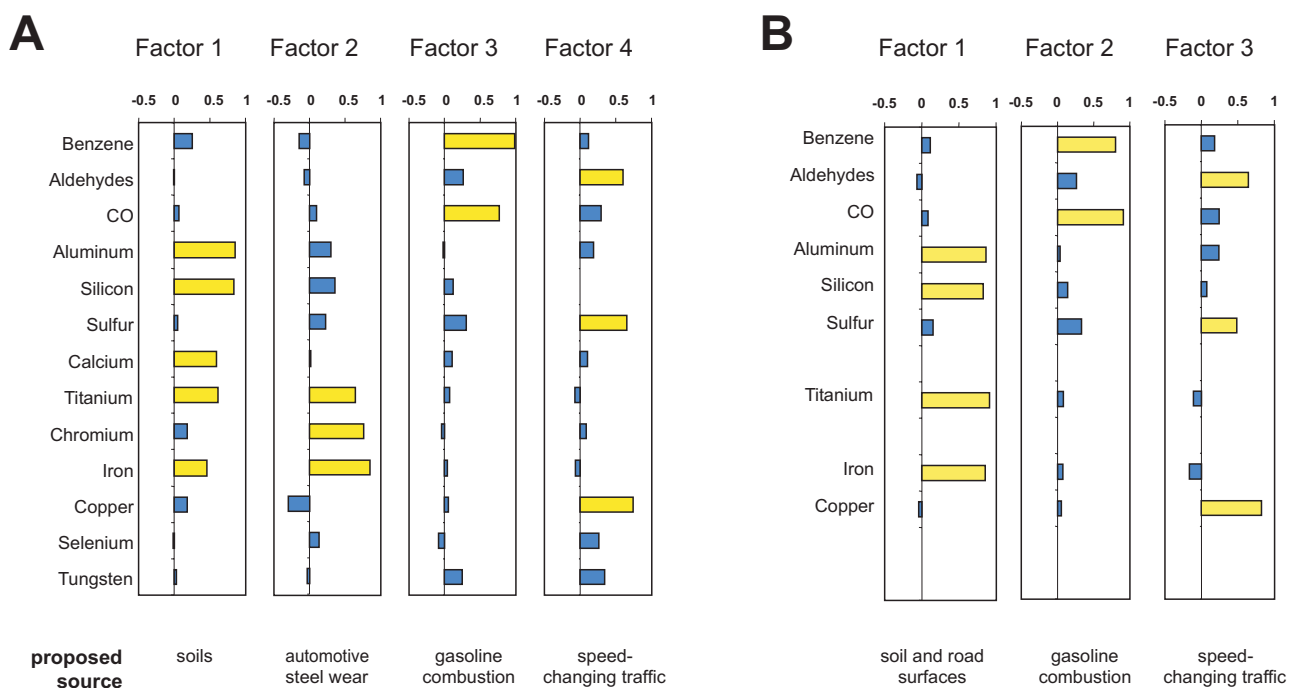 A
Factor 1 Factor 2 Factor 3 Factor 4
-0.5 0 0.5 1 -0.5 0 0.5 1 -0.5 0 0.5 1 -0.5 0 0.5 1
Benzene
Aldehydes
CO
Aluminum
Silicon
Sulfur
Calcium
Titanium
Chromium
Iron
Copper
Selenium
Tungsten
proposed source
soils
automotive
steel wear
gasoline
combustion
speed-
changing traffic
B
Factor 1 Factor 2 Factor 3
-0.5 0 0.5 1 -0.5 0 0.5 1 -0.5 0 0.5 1
Benzene
Aldehydes
CO
Aluminum
Silicon
Sulfur
Titanium
Iron
Copper
soil and road
surfaces
gasoline
combustion
speed-
changing traffic